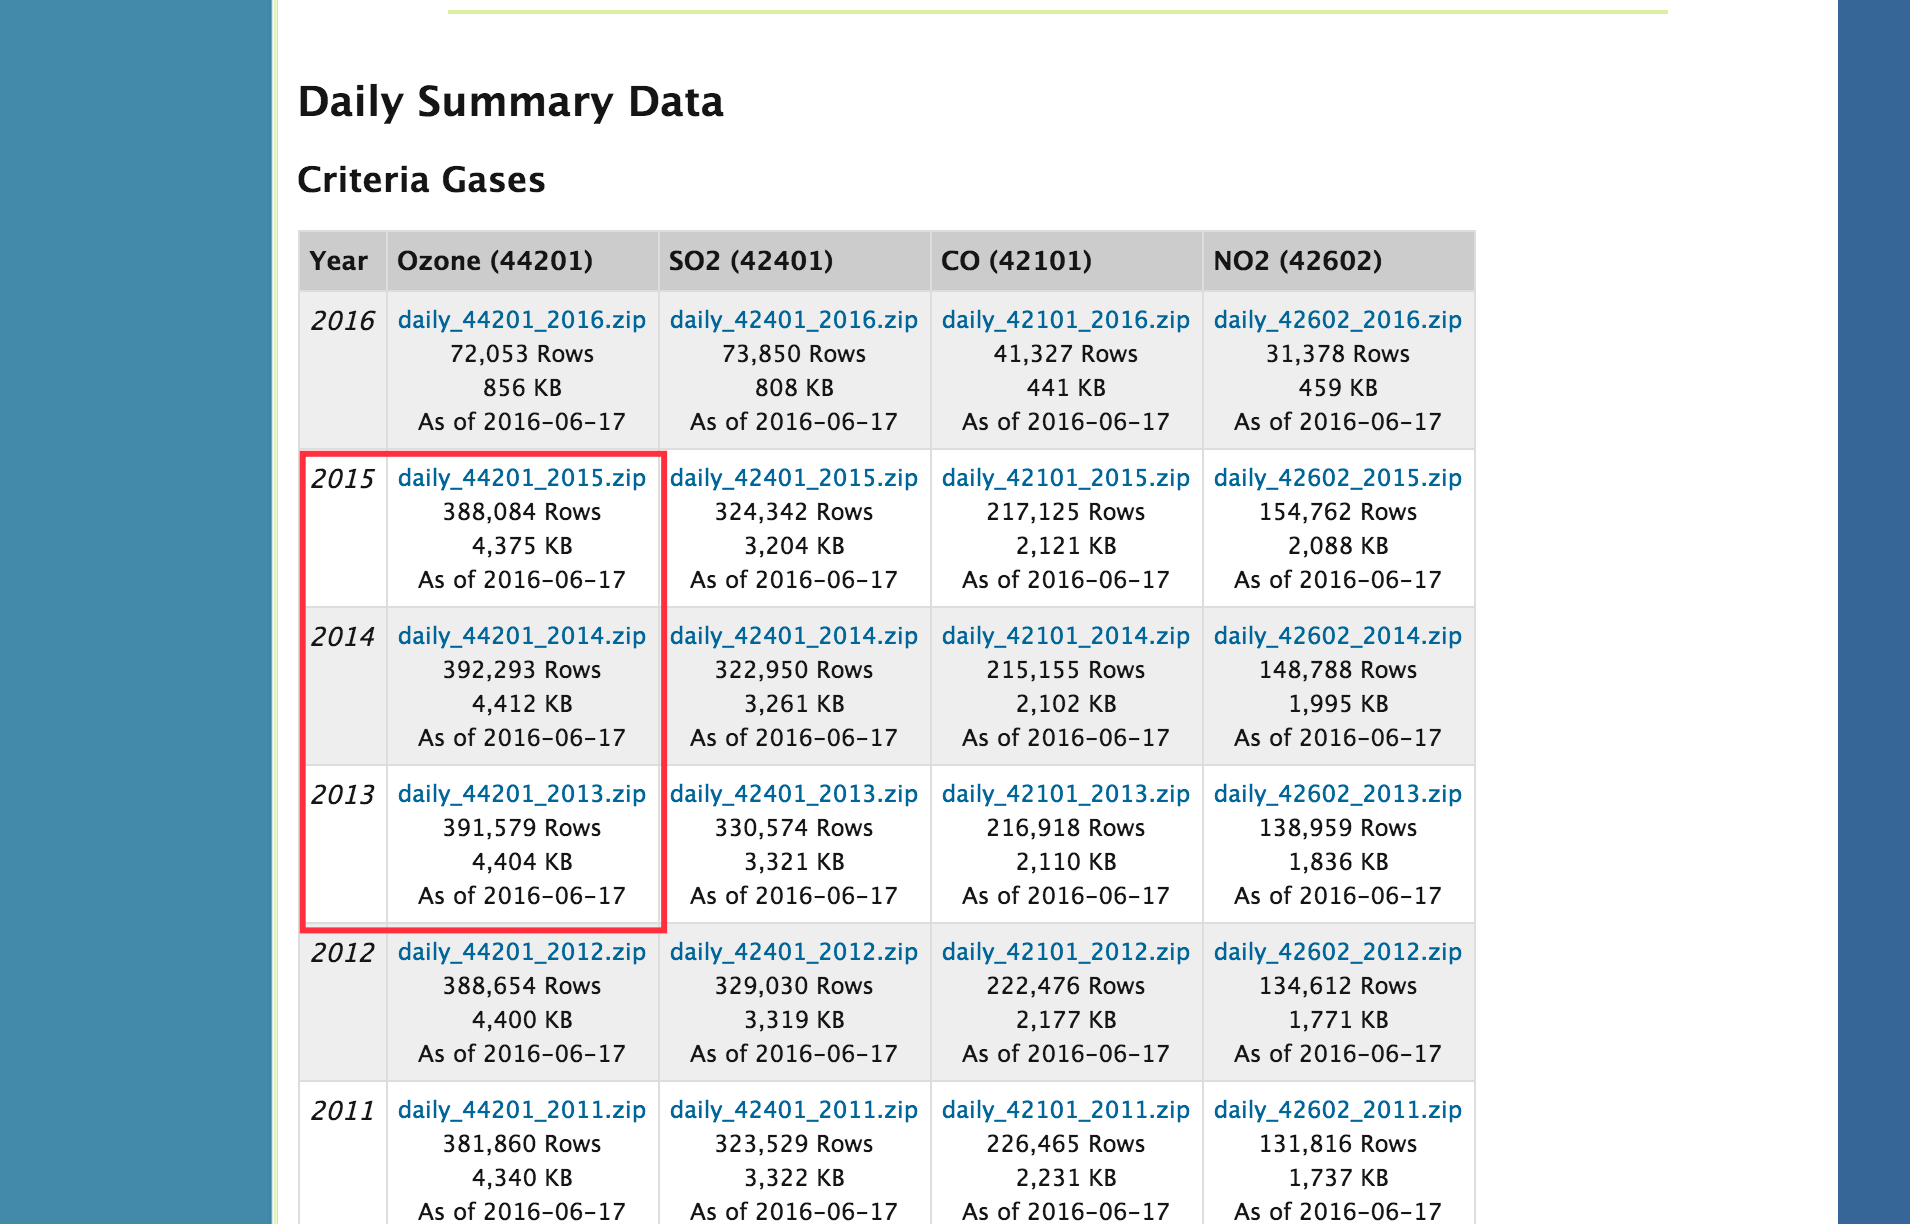 Daily Summary Data
Criteria Gases
Year Ozone (44201) SO2 (42401) CO (42101) NO2 (42602)
2016 daily_44201_2016.zip daily_42401_2016.zip daily_42101_2016.zip daily_42602_2016.zip
72,053 Rows 73,850 Rows 41,327 Rows 31,378 Rows
856 KB 808 KB 441 KB 459 KB
As of 2016-06-17 As of 2016-06-17 As of 2016-06-17 As of 2016-06-17
2015 daily_44201_2015.zip daily_42401_2015.zip daily_42101_2015.zip daily_42602_2015.zip
388,084 Rows 324,342 Rows 217,125 Rows 154,762 Rows
4,375 KB 3,204 KB 2,121 KB 2,088 KB
As of 2016-06-17 As of 2016-06-17 As of 2016-06-17 As of 2016-06-17
2014 daily_44201_2014.zip daily_42401_2014.zip daily_42101_2014.zip daily_42602_2014.zip
392,293 Rows 322,950 Rows 215,155 Rows 148,788 Rows
4,412 KB 3,261 KB 2,102 KB 1,995 KB
As of 2016-06-17 As of 2016-06-17 As of 2016-06-17 As of 2016-06-17
2013 daily_44201_2013.zip daily_42401_2013.zip daily_42101_2013.zip daily_42602_2013.zip
391,579 Rows 330,574 Rows 216,918 Rows 138,959 Rows
4,404 KB 3,321 KB 2,110 KB 1,836 KB
As of 2016-06-17 As of 2016-06-17 As of 2016-06-17 As of 2016-06-17
2012 daily_44201_2012.zip daily_42401_2012.zip daily_42101_2012.zip daily_42602_2012.zip
388,654 Rows 329,030 Rows 222,476 Rows 134,612 Rows
4,400 KB 3,319 KB 2,177 KB 1,771 KB
As of 2016-06-17 As of 2016-06-17 As of 2016-06-17 As of 2016-06-17
2011 daily_44201_2011.zip daily_42401_2011.zip daily_42101_2011.zip daily_42602_2011.zip
381,860 Rows 323,529 Rows 226,465 Rows 131,816 Rows
4,340 KB 3,322 KB 2,231 KB 1,737 KB
As of 2016-06-17 As of 2016-06-17 As of 2016-06-17 As of 2016-06-17